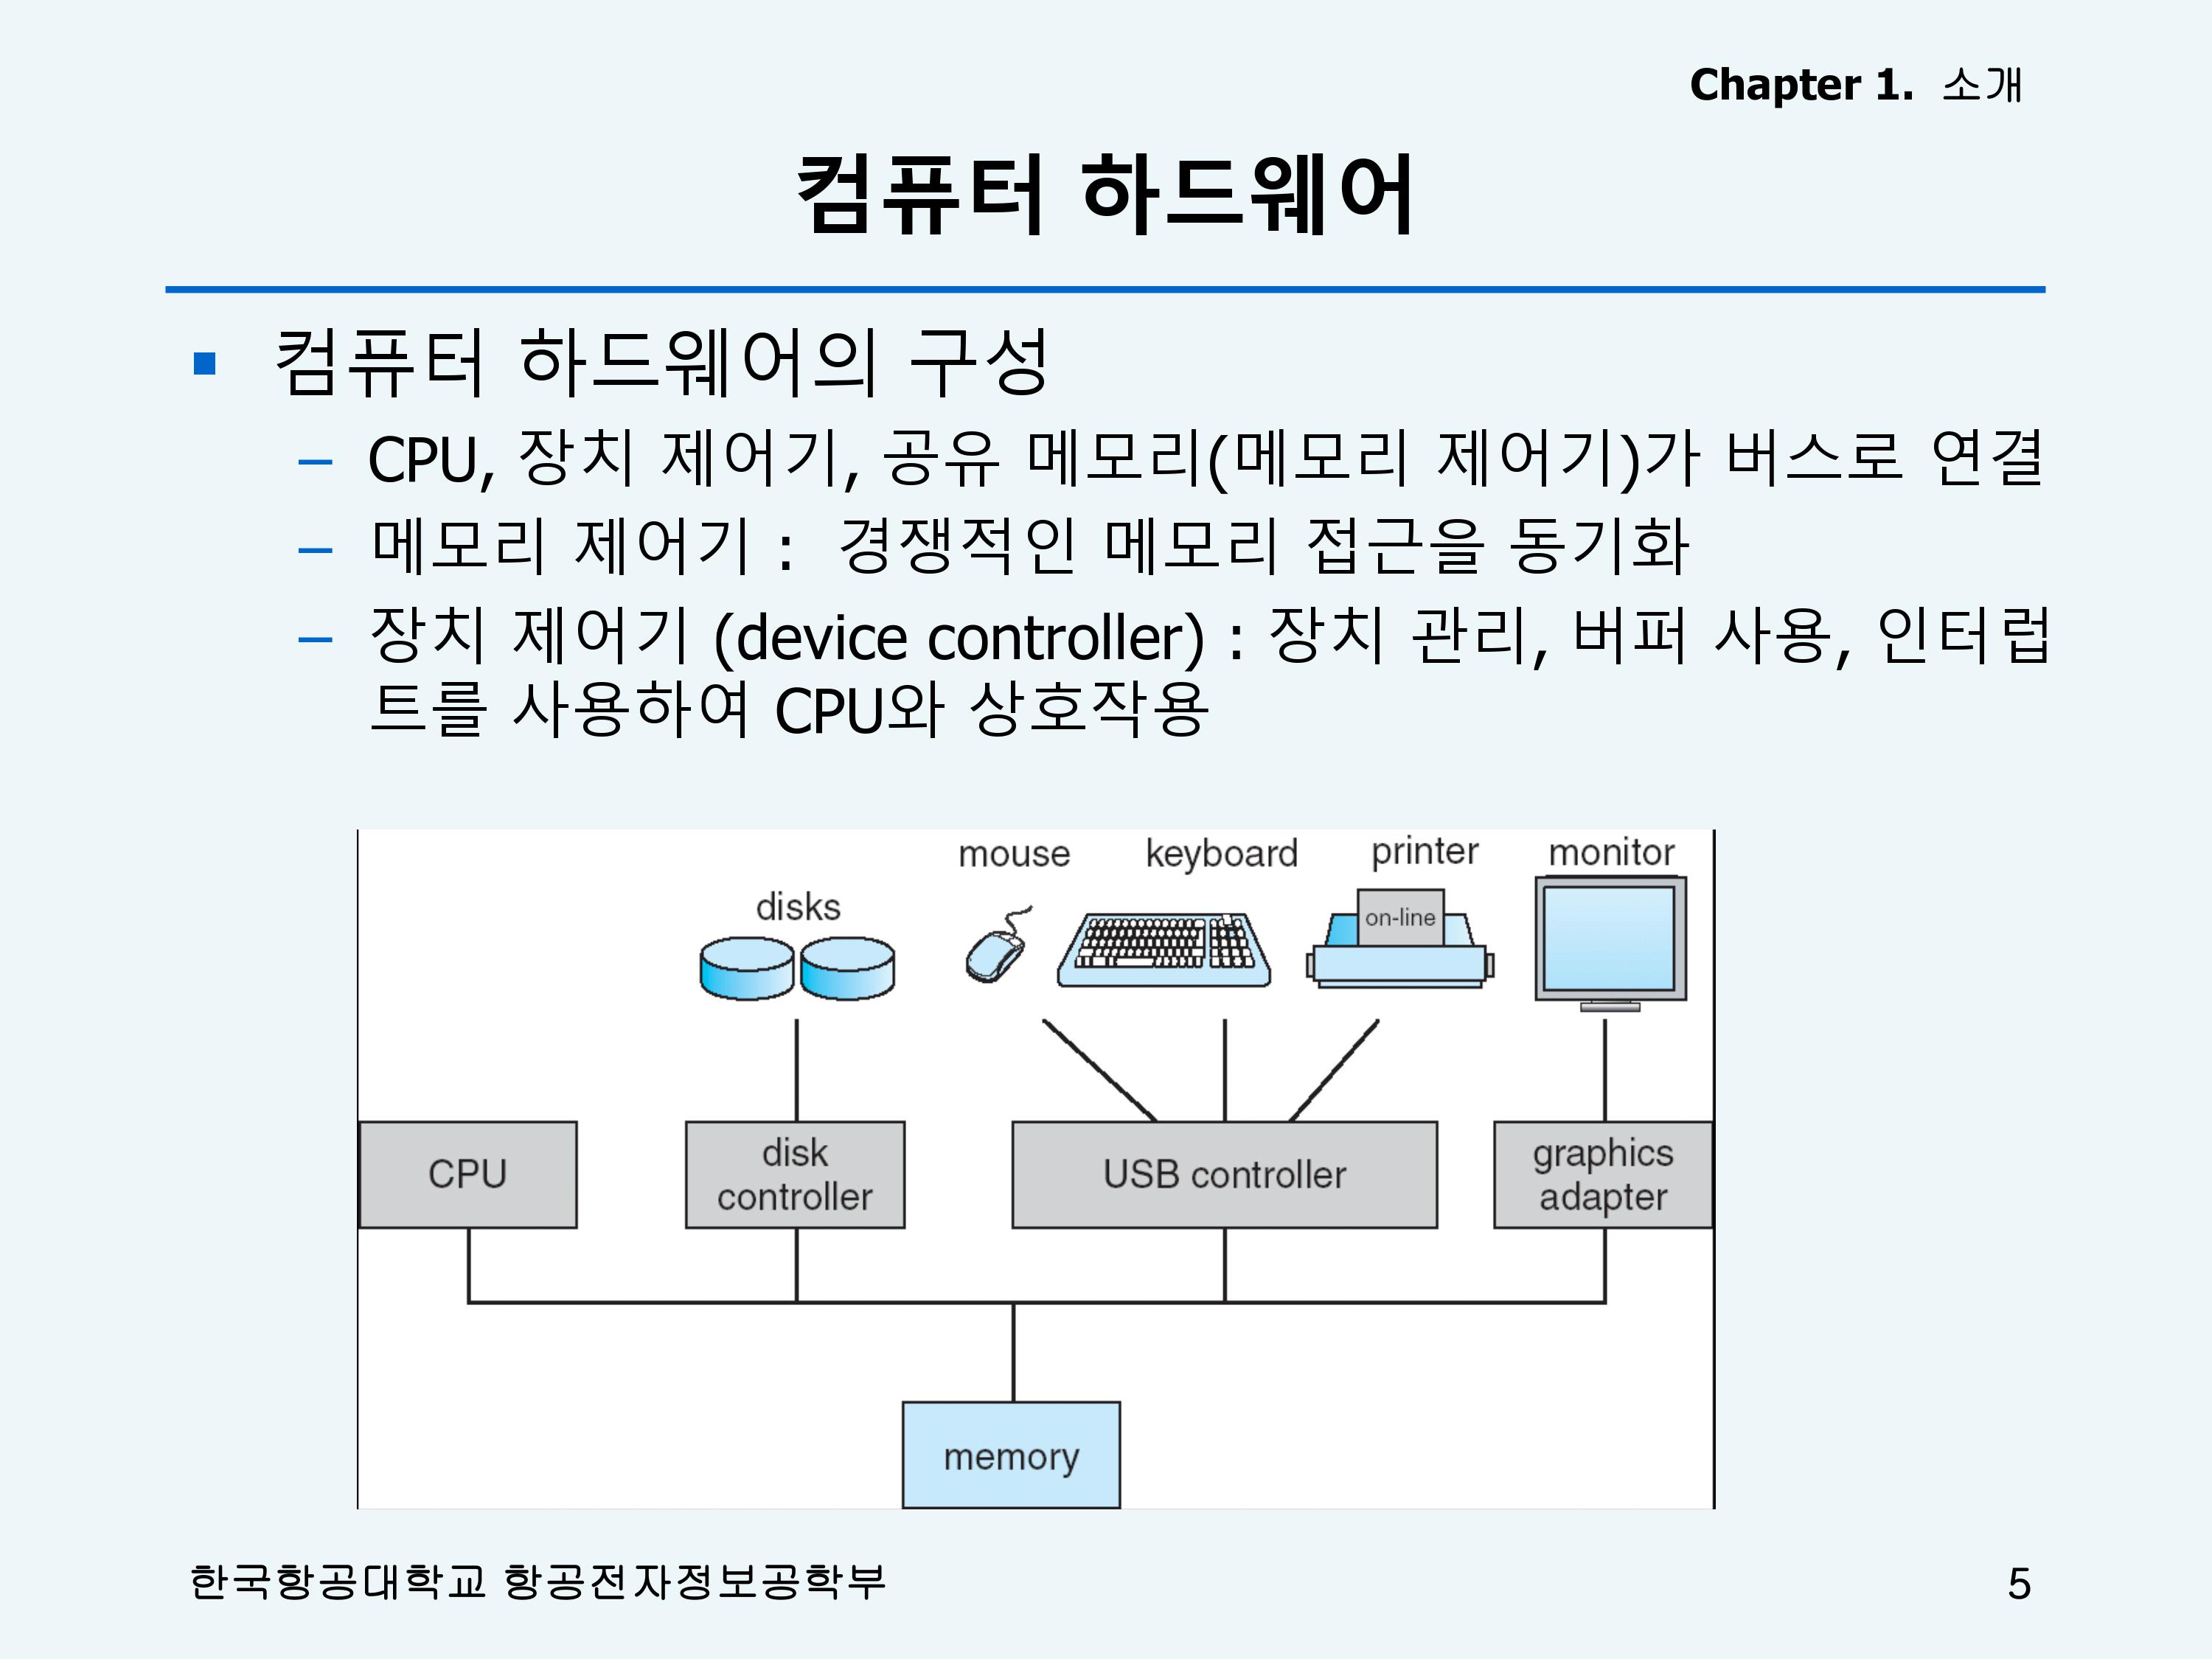 Chapter 1. 소개
컴퓨터 하드웨어
▪ 컴퓨터 하드웨어의 구성
– CPU, 장치 제어기, 공유 메모리(메모리 제어기)가 버스로 연결
– 메모리 제어기 : 경쟁적인 메모리 접근을 동기화
– 장치 제어기 (device controller) : 장치 관리, 버퍼 사용, 인터럽
트를 사용하여 CPU와 상호작용
mouse keyboard printer monitor
disks
on-line
CPU
disk
controller
USB controller
graphics
adapter
memory
한국항공대학교 항공전자정보공학부
5